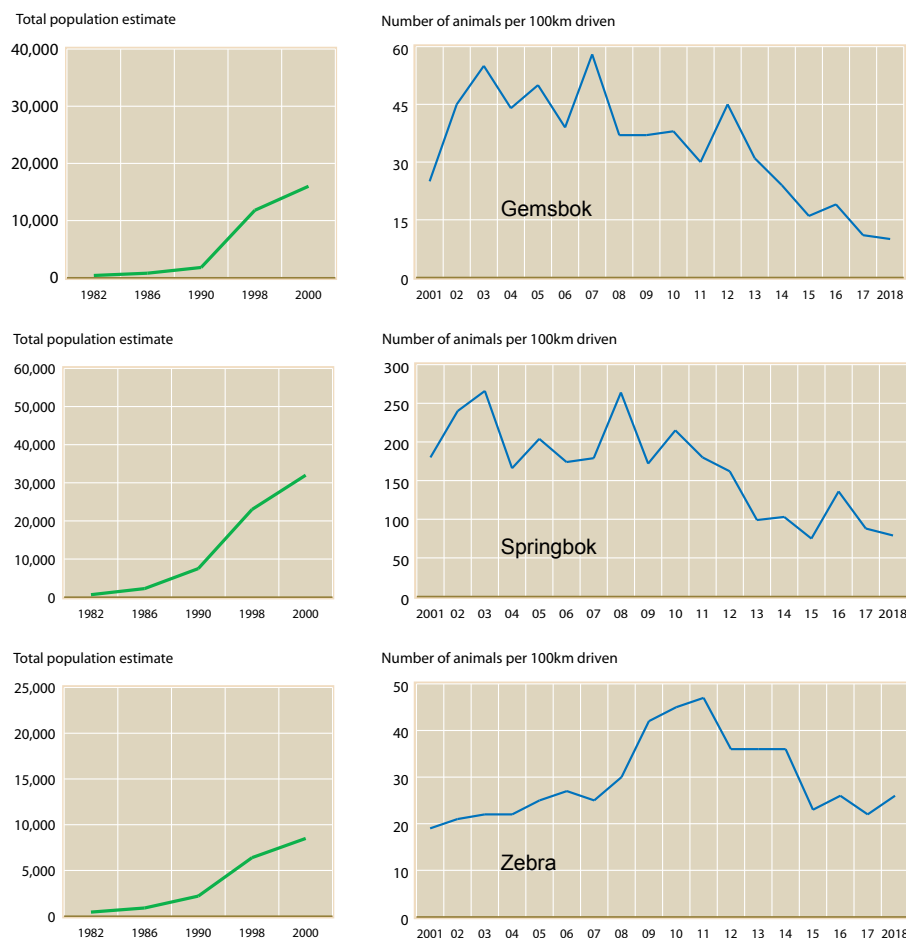 Total population estimate
Number of animals per 100km driven
40,000
30,000
20,000
10,000
0
1982 1986 1990 1998 2000
60
45
30
15
0
Gemsbok
2001 02 03 04 05 06 07 08 09 10 11 12 13 14 15 16 17 2018
Total population estimate
Number of animals per 100km driven
60,000
50,000
40,000
30,000
20,000
10,000
0
1982 1986 1990 1998 2000
300
250
200
150
100
50
0
Springbok
2001 02 03 04 05 06 07 08 09 10 11 12 13 14 15 16 17 2018
Total population estimate
Number of animals per 100km driven
25,000
20,000
15,000
10,000
5,000
0
1982 1986 1990 1998 2000
50
40
30
20
10
0
Zebra
2001 02 03 04 05 06 07 08 09 10 11 12 13 14 15 16 17 2018